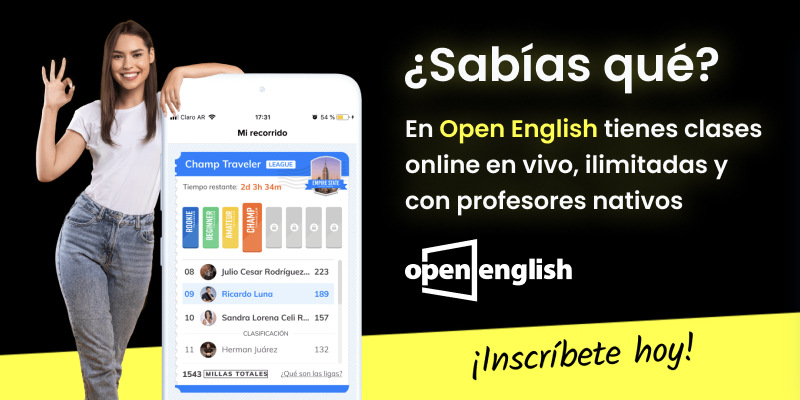 Claro AR 17:31 54 %
Mi recorrido
Champ Traveler LEAGUE
EMPIRE STATE
Tiempo restante: 2d 3h 34m
ROOKIE
BEGINNER
AMATEUR
CHAMP
08 Julio Cesar Rodríguez... 223
09 Ricardo Luna 189
10 Sandra Lorena Celi R... 157
CLASIFICACIÓN
11 Herman Juárez 132
1543 MILLAS TOTALES ¿Qué son las ligas?
¿Sabías qué?
En Open English tienes clases
online en vivo, ilimitadas y
con profesores nativos
open english
¡Inscríbete hoy!